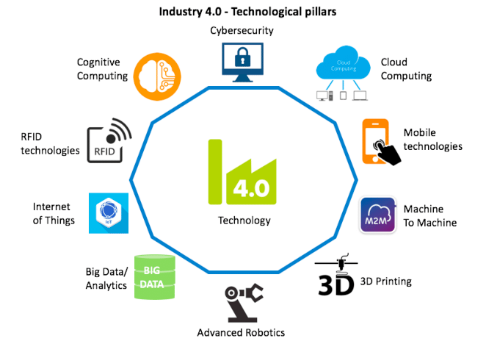 Industry 4.0 - Technological pillars
Cybersecurity
Cognitive
Computing
Cloud
Computing
Cloud
Computing
RFID
technologies
RFID
Mobile
technologies
4.0
Technology
Internet
of Things
IoT
M2M
Machine
To Machine
Big Data/
Analytics
BIG
DATA
3D
3D Printing
Advanced Robotics